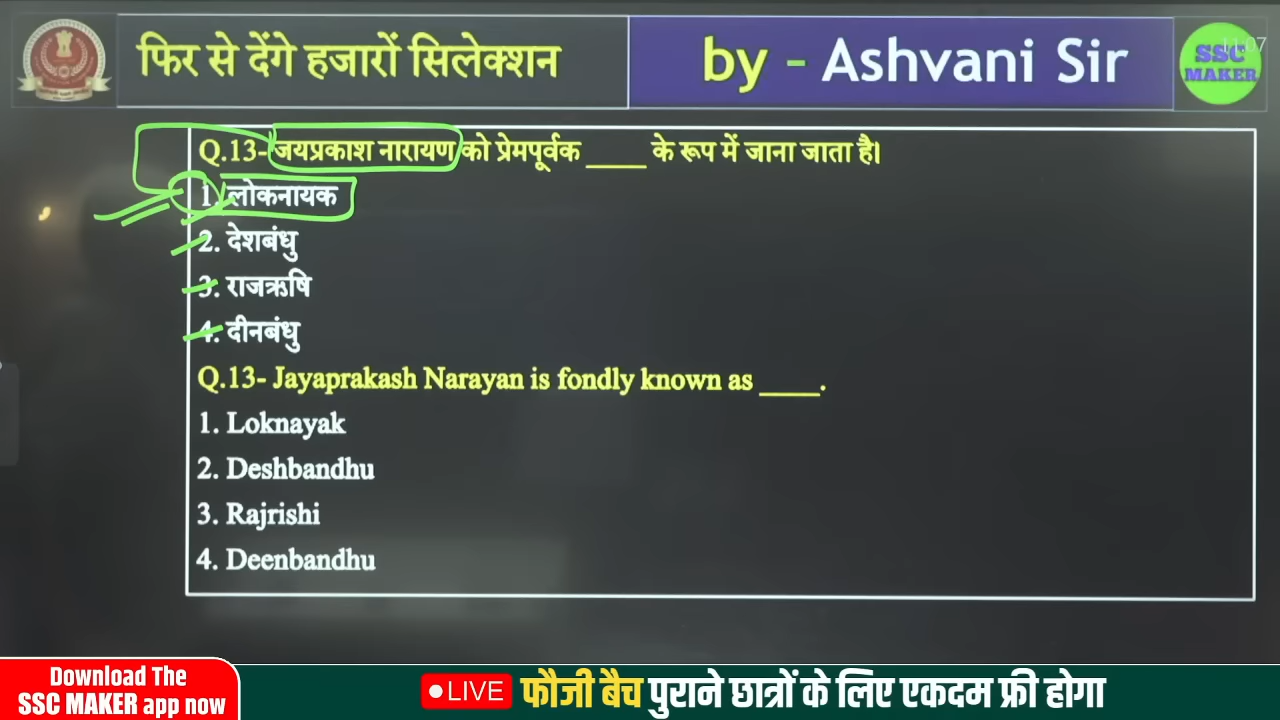 फिर से देंगे हजारों सिलेक्शन
by - Ashvani Sir
SSC
MAKER
11:07
Q.13- जयप्रकाश नारायण को प्रेमपूर्वक ____ के रूप में जाना जाता है।
1. लोकनायक
2. देशबंधु
3. राजऋषि
4. दीनबंधु
Q.13- Jayaprakash Narayan is fondly known as ____.
1. Loknayak
2. Deshbandhu
3. Rajrishi
4. Deenbandhu
Download The
SSC MAKER app now
LIVE
फौजी बैच पुराने छात्रों के लिए एकदम फ्री होगा